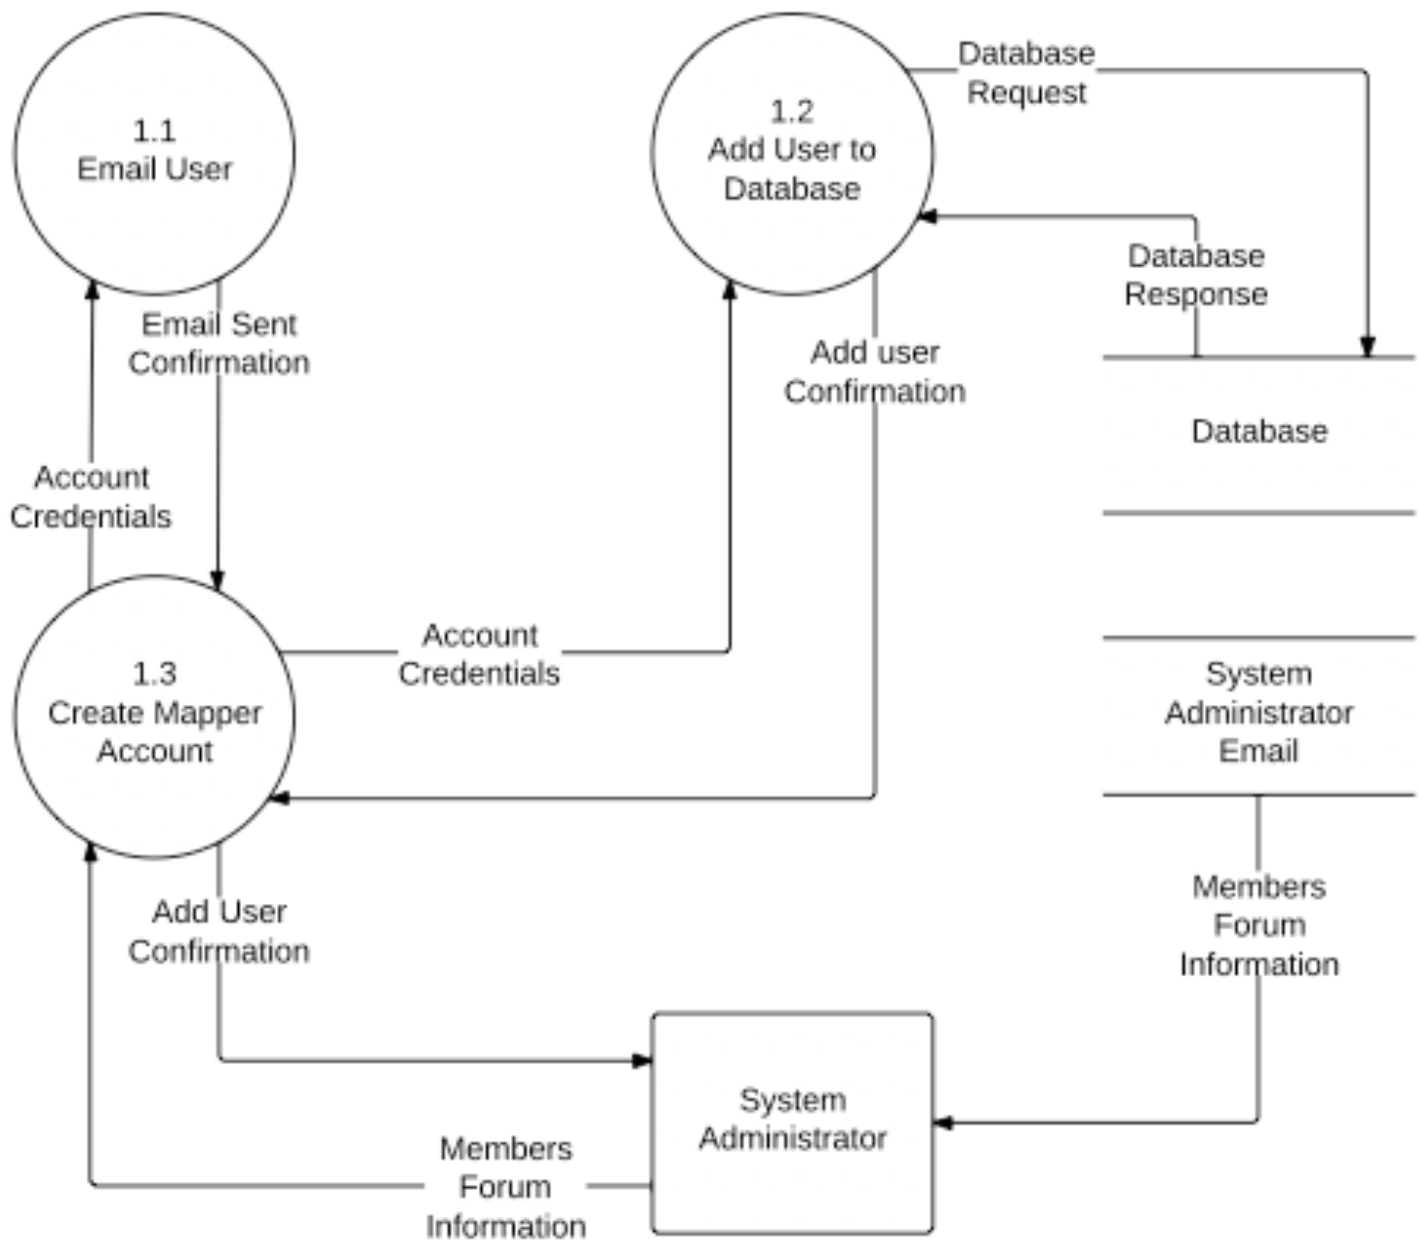 1.1
Email User
1.2
Add User to
Database
Database
Request
Database
Response
Email Sent
Confirmation
Add user
Confirmation
Database
Account
Credentials
Account
Credentials
1.3
Create Mapper
Account
System
Administrator
Email
Add User
Confirmation
Members
Forum
Information
System
Administrator
Members
Forum
Information